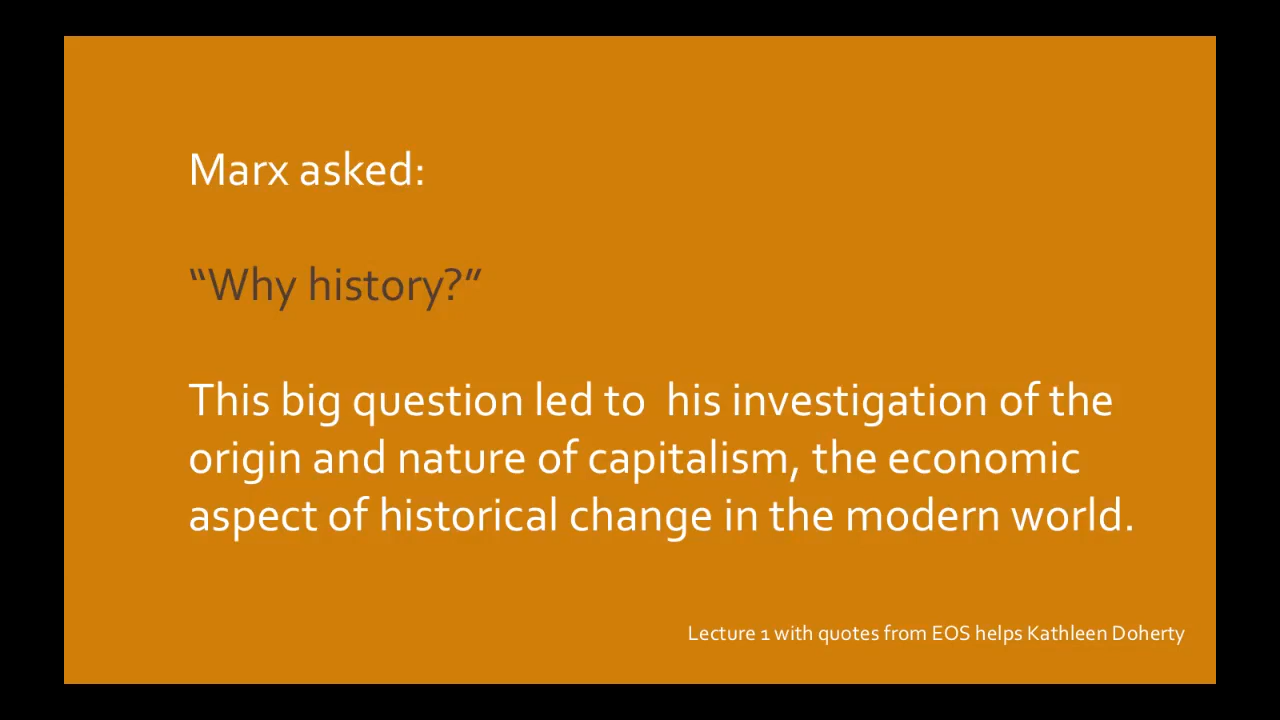 Marx asked:
“Why history?”
This big question led to  his investigation of the
origin and nature of capitalism, the economic
aspect of historical change in the modern world.
Lecture 1 with quotes from EOS helps Kathleen Doherty